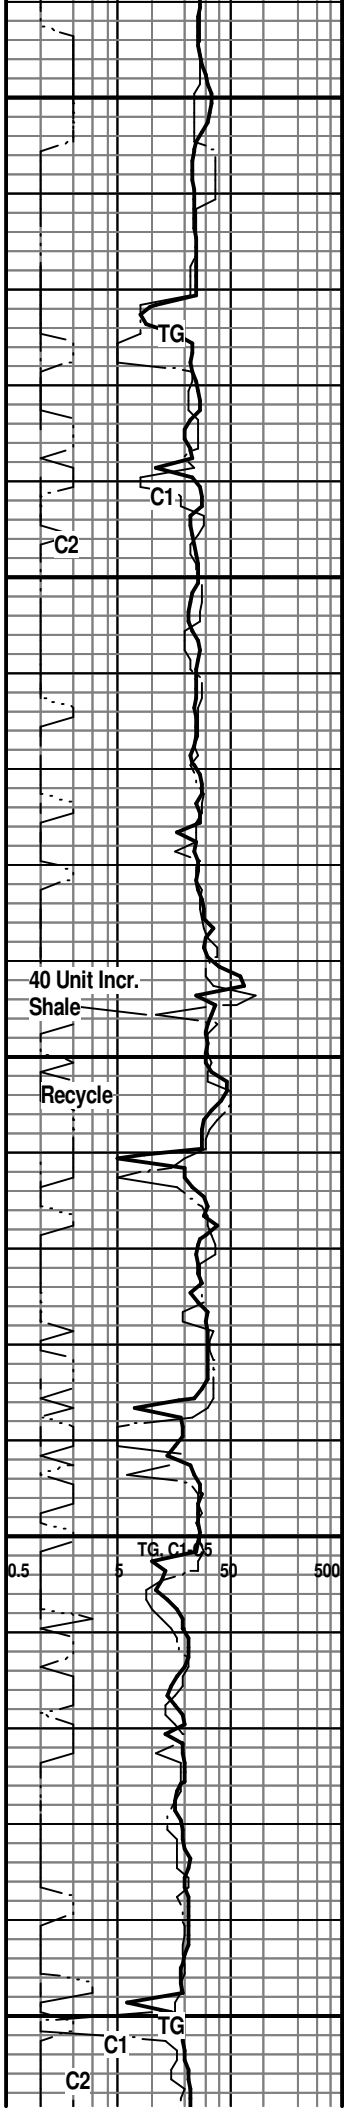 TG
C1
C2
40 Unit Incr.
Shale
Recycle
TG, C1-C5
0.5 5 50 500
TG
C1
C2